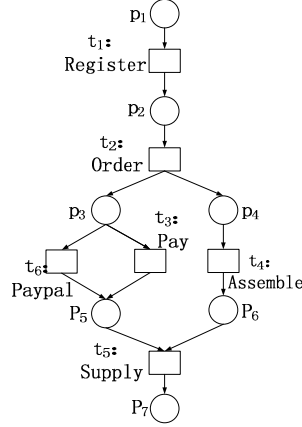 p₁
t₁:
Register
p₂
t₂:
Order
p₃
t₃:
Pay
p₄
t₆:
Paypal
t₄:
Assemble
P₅
P₆
t₅:
Supply
P₇